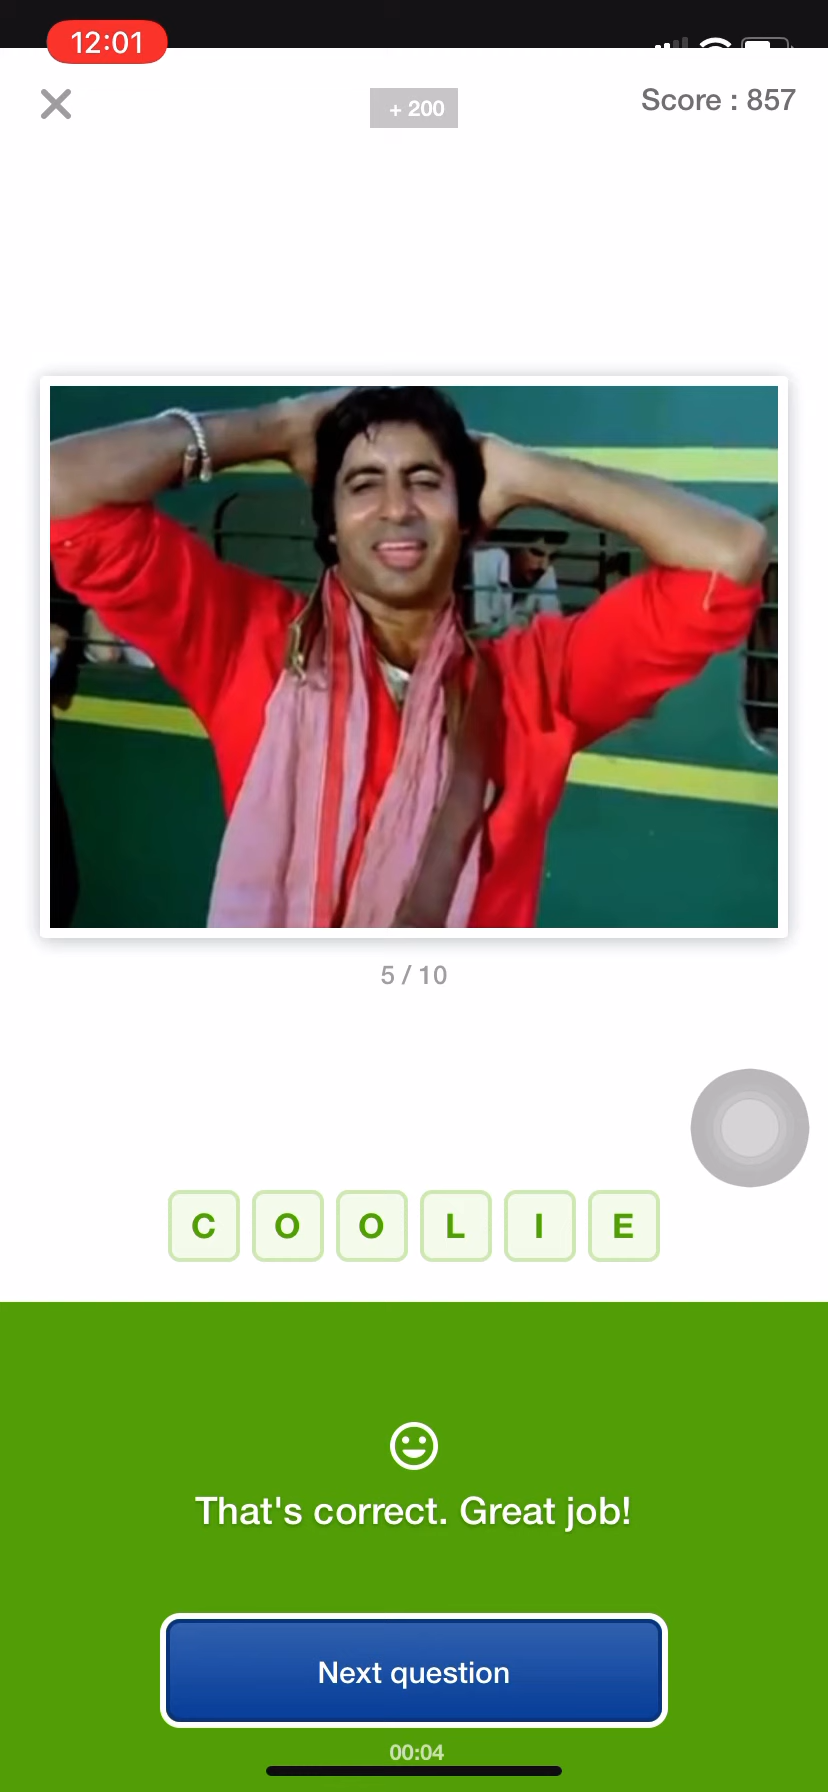 12:01
+ 200
Score : 857
5 / 10
C O O L I E
That's correct. Great job!
Next question
00:04